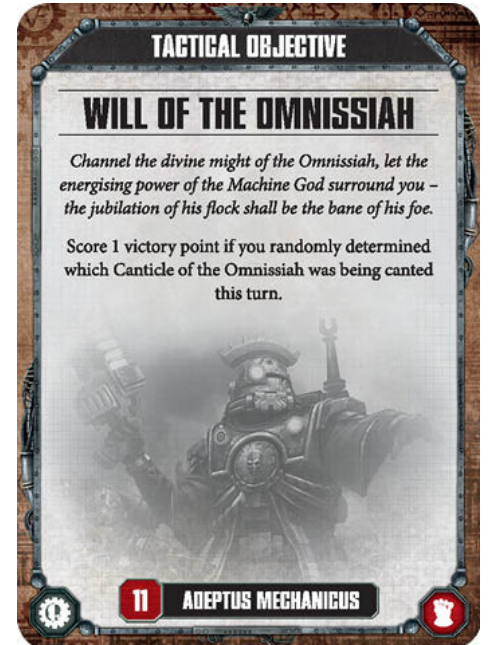 TACTICAL OBJECTIVE
WILL OF THE OMNISSIAH
Channel the divine might of the Omnissiah, let the
energising power of the Machine God surround you –
the jubilation of his flock shall be the bane of his foe.
Score 1 victory point if you randomly determined
which Canticle of the Omnissiah was being canted
this turn.
11 ADEPTUS MECHANICUS